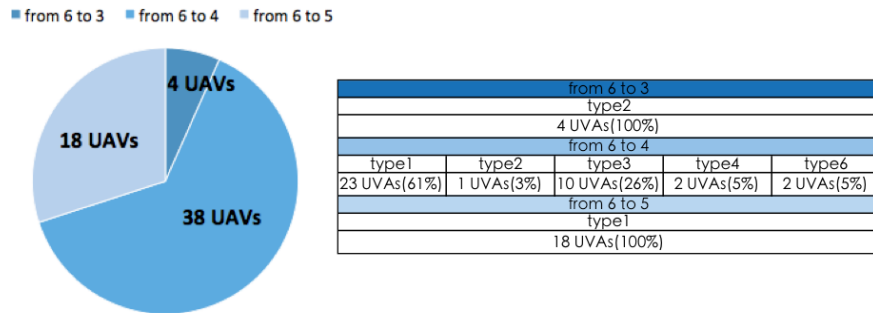 from 6 to 3 from 6 to 4 from 6 to 5
4 UAVs
18 UAVs
38 UAVs
from 6 to 3
type2
4 UVAs(100%)
from 6 to 4
type1 type2 type3 type4 type6
23 UVAs(61%) 1 UVAs(3%) 10 UVAs(26%) 2 UVAs(5%) 2 UVAs(5%)
from 6 to 5
type1
18 UVAs(100%)